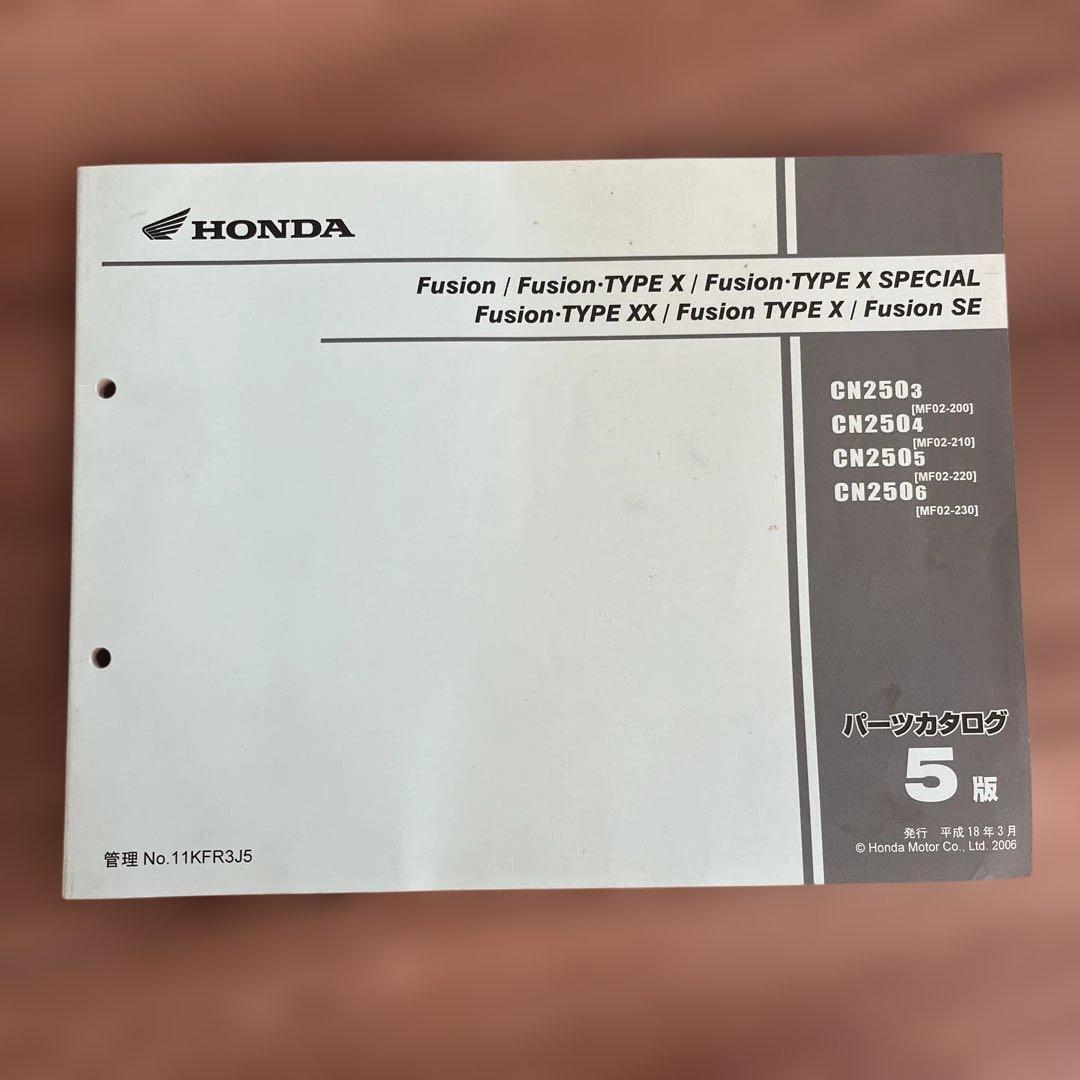 HONDA
Fusion / Fusion·TYPE X / Fusion·TYPE X SPECIAL
Fusion·TYPE XX / Fusion TYPE X / Fusion SE
CN2503
[MF02-200]
CN2504
[MF02-210]
CN2505
[MF02-220]
CN2506
[MF02-230]
パーツカタログ
5版
発行 平成18年3月
© Honda Motor Co., Ltd. 2006
管理 No.11KFR3J5